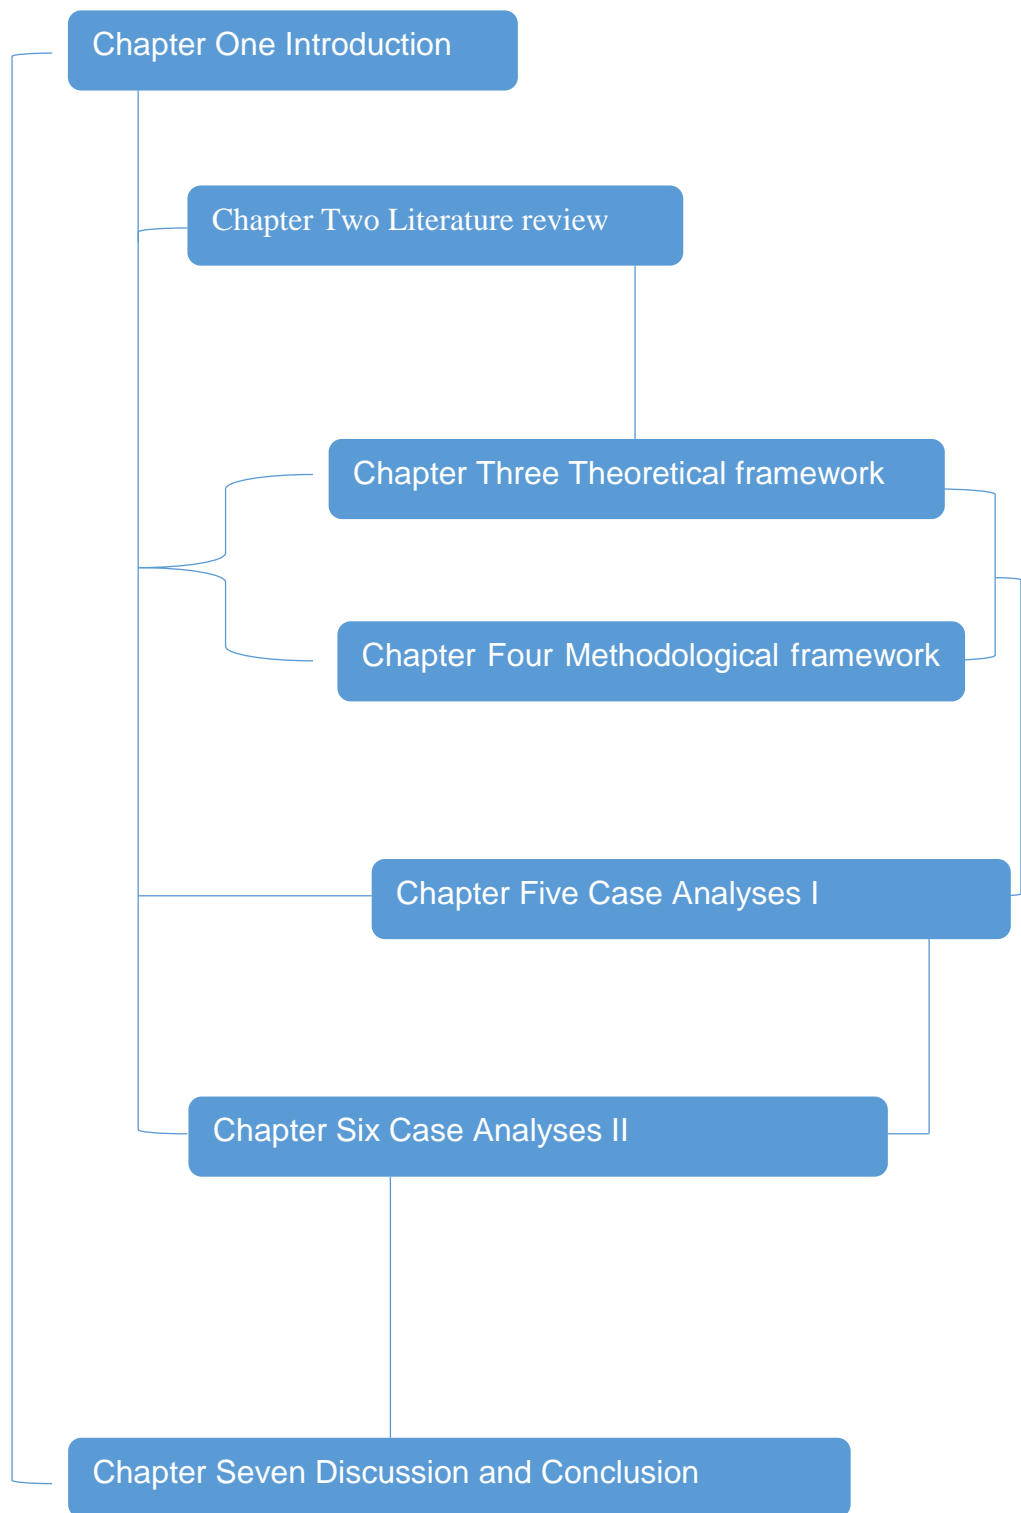 Chapter One Introduction
Chapter Two Literature review
Chapter Three Theoretical framework
Chapter Four Methodological framework
Chapter Five Case Analyses I
Chapter Six Case Analyses II
Chapter Seven Discussion and Conclusion